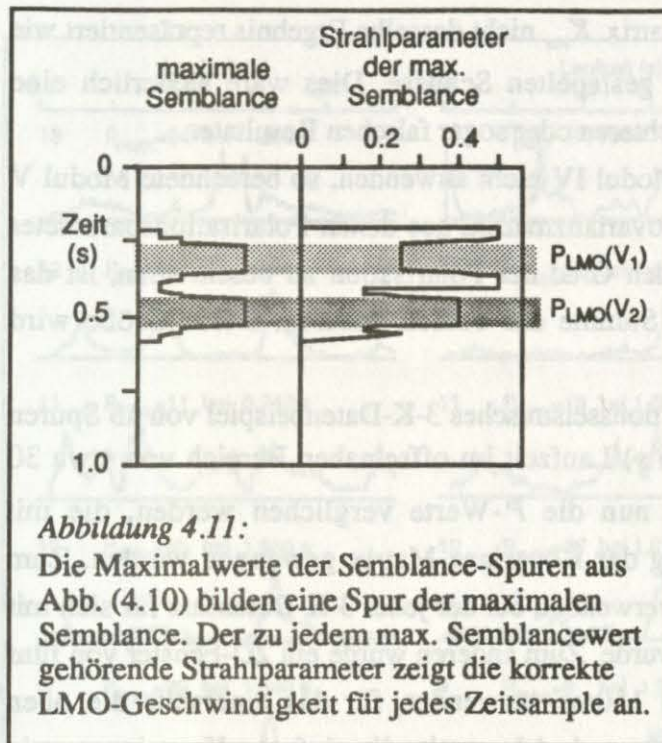 maximale
Semblance
Strahlparameter
der max.
Semblance
0
0
0.2
0.4
Zeit
(s)
0.5
1.0
PLMO(V1)
PLMO(V2)
Abbildung 4.11:
Die Maximalwerte der Semblance-Spuren aus
Abb. (4.10) bilden eine Spur der maximalen
Semblance. Der zu jedem max. Semblancewert
gehörende Strahlparameter zeigt die korrekte
LMO-Geschwindigkeit für jedes Zeitsample an.